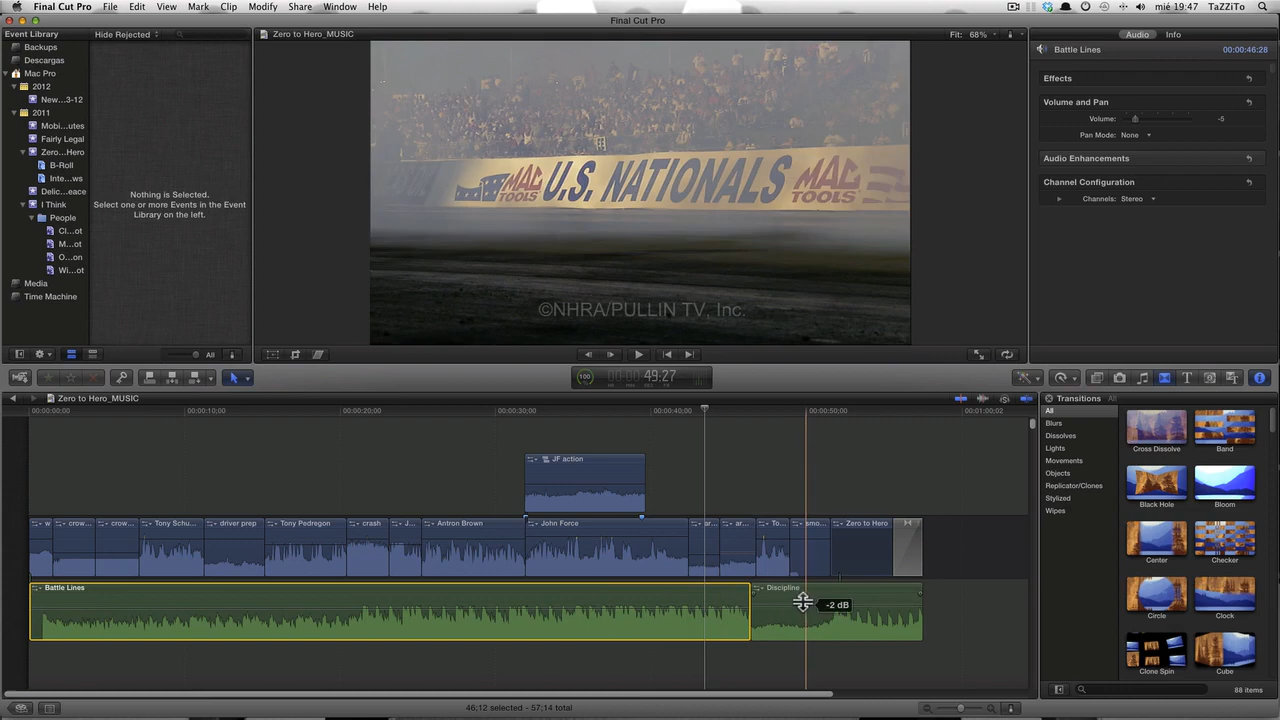 Final Cut Pro File Edit View Mark Clip Modify Share Window Help mié 19:47 TaZZiTo
Final Cut Pro
Event Library Hide Rejected
Zero to Hero_MUSIC Fit: 68%
Audio Info
Backups
Descargas
Mac Pro
2012
New...3-12
2011
Mobi...utes
Fairly Legal
Zero...Hero
B-Roll
Inte...ws
Delic...eace
I Think
People
Cl...ot
M...ot
O...on
Wi...ot
Media
Time Machine
Nothing is Selected.
Select one or more Events in the Event
Library on the left.
All
MAC TOOLS U.S. NATIONALS MAC TOOLS
©NHRA/PULLIN TV, Inc.
Battle Lines 00:00:46:28
Effects
Volume and Pan
Volume: -5
Pan Mode: None
Audio Enhancements
Channel Configuration
Channels: Stereo
100 49:27
Zero to Hero_MUSIC
00:00:00;00 00:00:10;00 00:00:20;00 00:00:30;00 00:00:40;00 00:00:50;00 00:01:00;02
JF action
w crow... crow... Tony Schu... driver prep Tony Pedregon crash J... Antron Brown John Force ar... ar... To... smo... Zero to Hero
Battle Lines Discipline
-2 dB
46;12 selected - 57;14 total
Transitions All
All
Blurs
Dissolves
Lights
Movements
Objects
Replicator/Clones
Stylized
Wipes
Cross Dissolve Band
Black Hole Bloom
Center Checker
Circle Clock
Clone Spin Cube
88 items